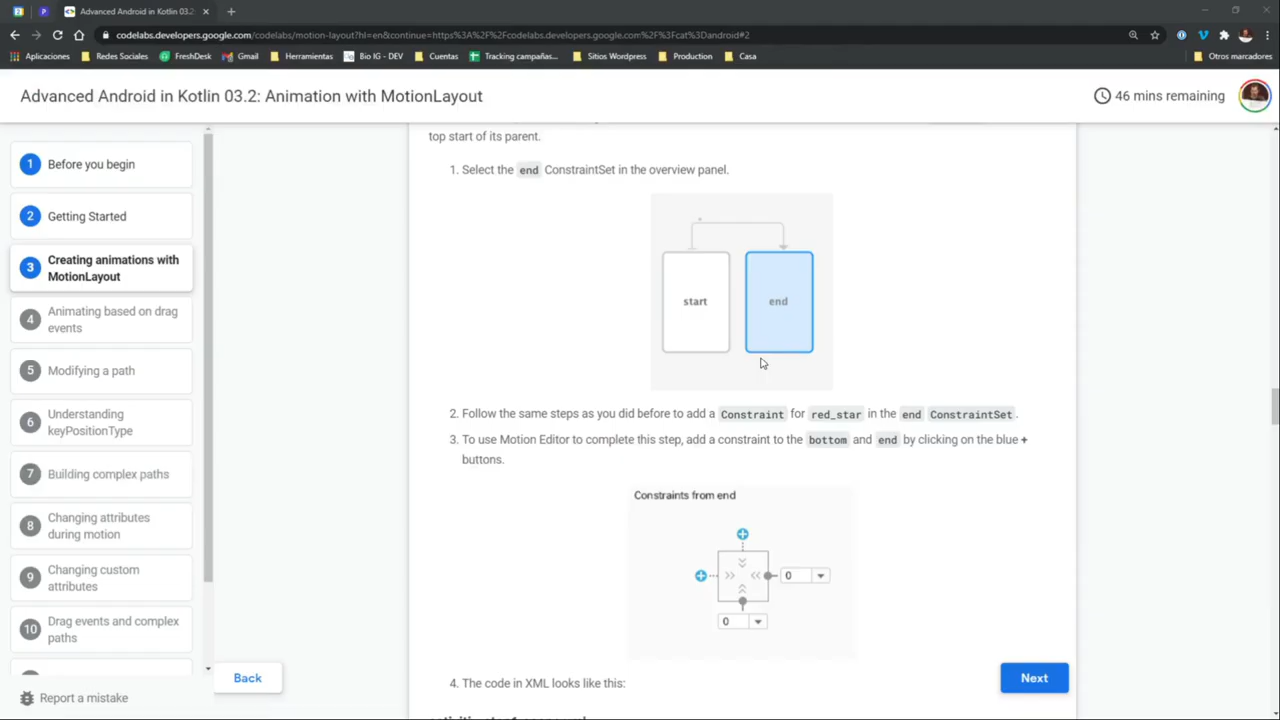 Advanced Android in Kotlin 03.2:
codelabs.developers.google.com/codelabs/motion-layout?hl=en&continue=https%3A%2F%2Fcodelabs.developers.google.com%2F%3Fcat%3Dandroid#2
Aplicaciones
Redes Sociales
FreshDesk
Gmail
Herramientas
Bio IG - DEV
Cuentas
Tracking campañas...
Sitios Wordpress
Production
Casa
Otros marcadores
Advanced Android in Kotlin 03.2: Animation with MotionLayout
46 mins remaining
1 Before you begin
2 Getting Started
3 Creating animations with
MotionLayout
4 Animating based on drag
events
5 Modifying a path
6 Understanding
keyPositionType
7 Building complex paths
8 Changing attributes
during motion
9 Changing custom
attributes
10 Drag events and complex
paths
Report a mistake
top start of its parent.
1. Select the end ConstraintSet in the overview panel.
start
end
2. Follow the same steps as you did before to add a Constraint for red_star in the end ConstraintSet.
3. To use Motion Editor to complete this step, add a constraint to the bottom and end by clicking on the blue +
buttons.
Constraints from end
0
0
4. The code in XML looks like this:
Back
Next